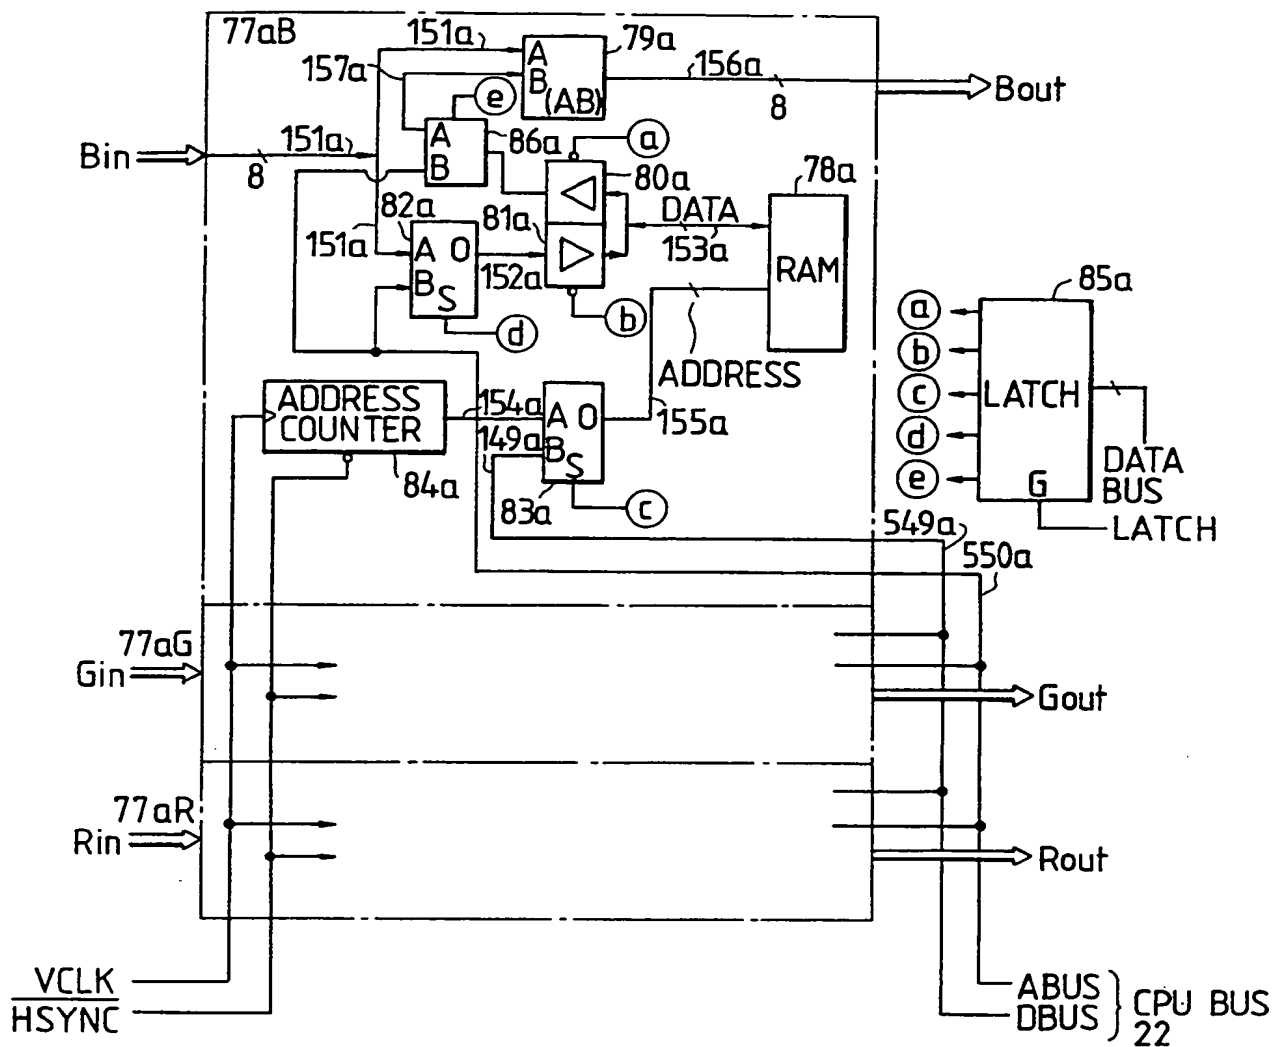 77aB
151a
79a
157a
A
B
(AB)
156a
8
Bout
e
A
B
86a
a
Bin
151a
8
80a
78a
82a
81a
DATA
153a
151a
A O
B
S
152a
RAM
85a
a
b
c
d
e
LATCH
G
DATA
BUS
LATCH
d
b
ADDRESS
ADDRESS
COUNTER
154a
149a
A O
B
S
155a
84a
83a
c
549a
550a
77aG
Gin
Gout
77aR
Rin
Rout
VCLK
HSYNC
ABUS
DBUS
CPU BUS
22